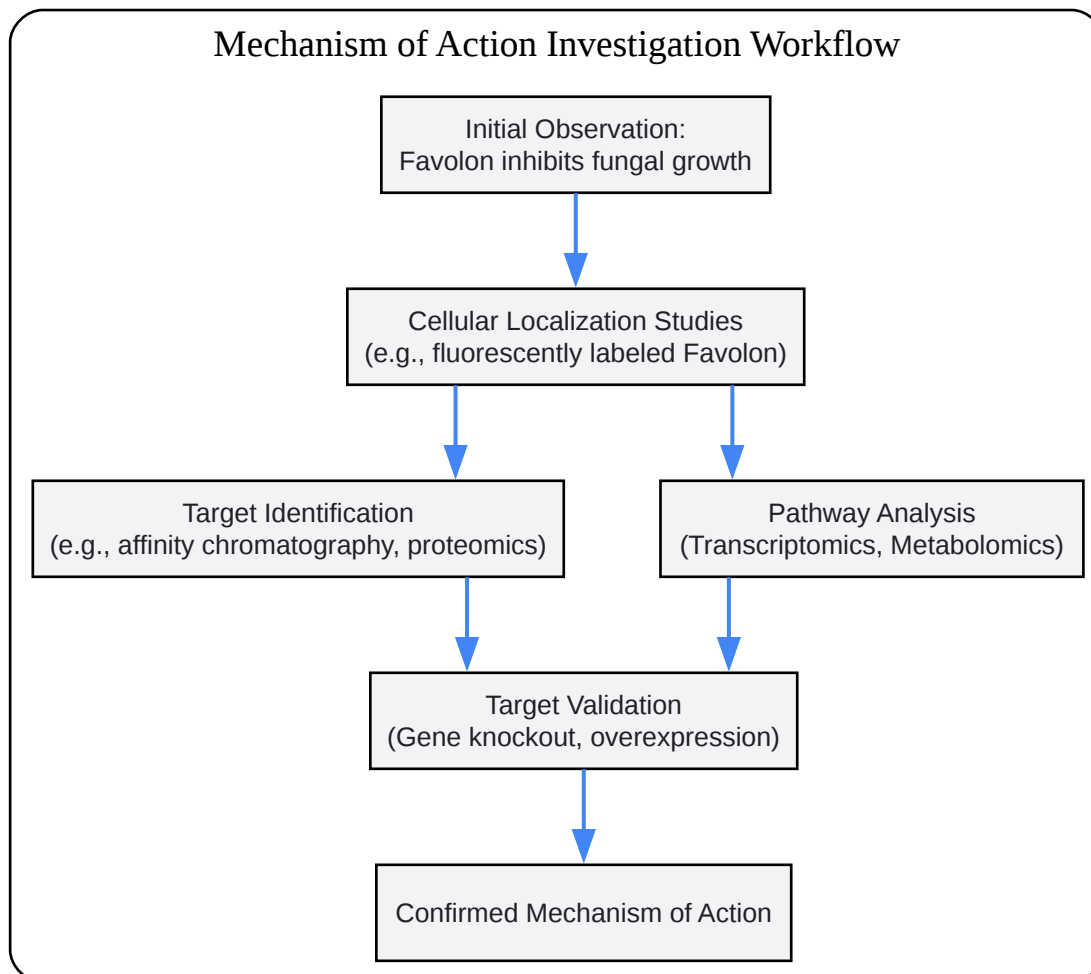 Mechanism of Action Investigation Workflow
Initial Observation:
Favolon inhibits fungal growth
Cellular Localization Studies
(e.g., fluorescently labeled Favolon)
Target Identification
(e.g., affinity chromatography, proteomics)
Pathway Analysis
(Transcriptomics, Metabolomics)
Target Validation
(Gene knockout, overexpression)
Confirmed Mechanism of Action